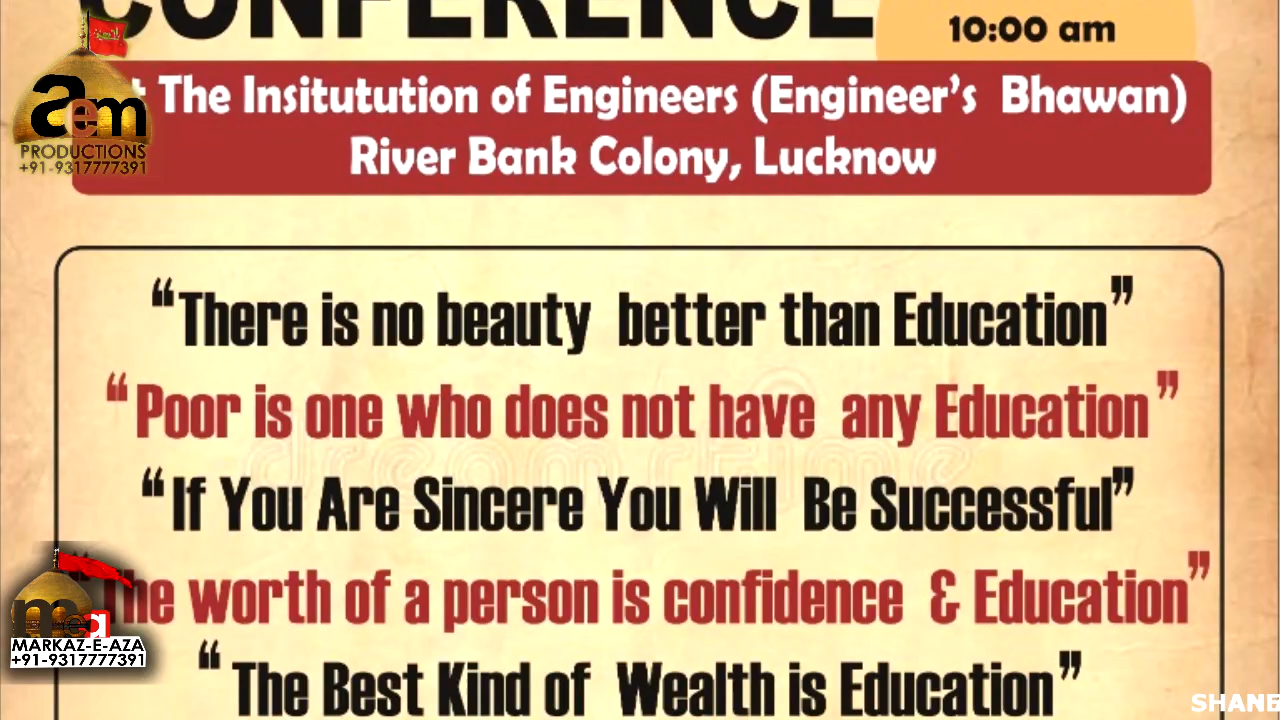 CONFERENCE
10:00 am
The Insitutution of Engineers (Engineer's Bhawan)
River Bank Colony, Lucknow
aem
PRODUCTIONS
+91-9317777391
“There is no beauty better than Education”
“Poor is one who does not have any Education”
“If You Are Sincere You Will Be Successful”
The worth of a person is confidence & Education”
“The Best Kind of Wealth is Education”
dreamstime
MARKAZ-E-AZA
+91-9317777391
SHANE